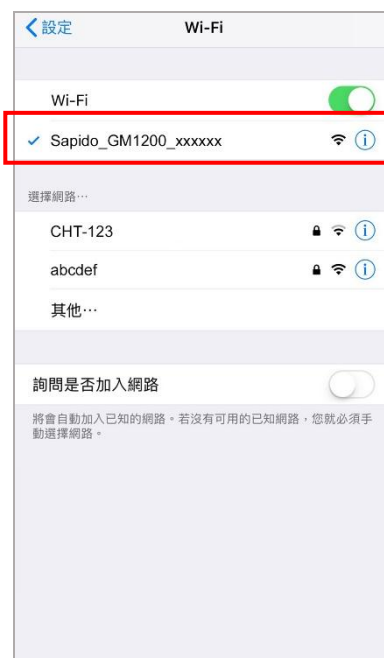 設定 Wi-Fi
Wi-Fi
Sapido_GM1200_xxxxxx
選擇網路…
CHT-123
abcdef
其他…
詢問是否加入網路
將會自動加入已知的網路。若沒有可用的已知網路，您就必須手
動選擇網路。